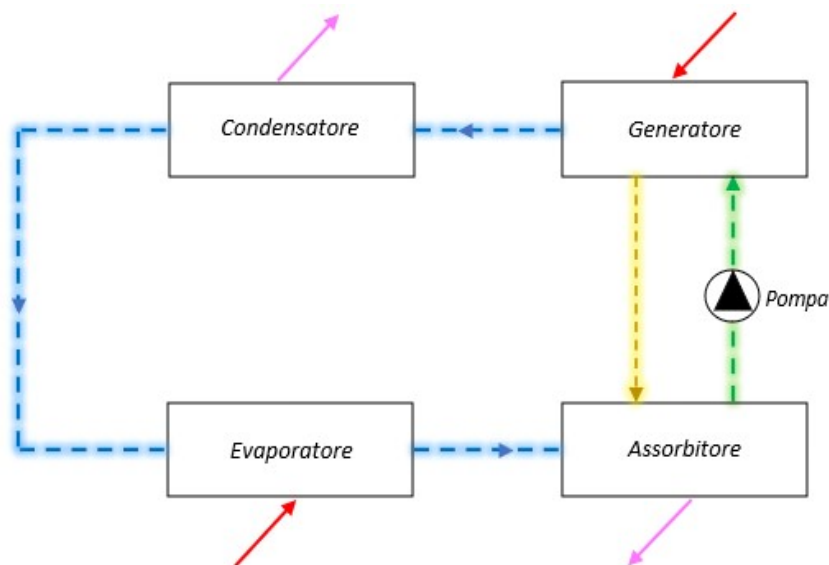 Condensatore
Generatore
Pompa
Evaporatore
Assorbitore